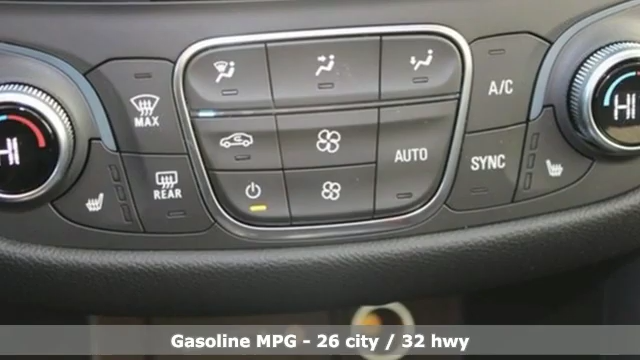 A/C
MAX
HI
HI
AUTO
SYNC
REAR
Gasoline MPG - 26 city / 32 hwy